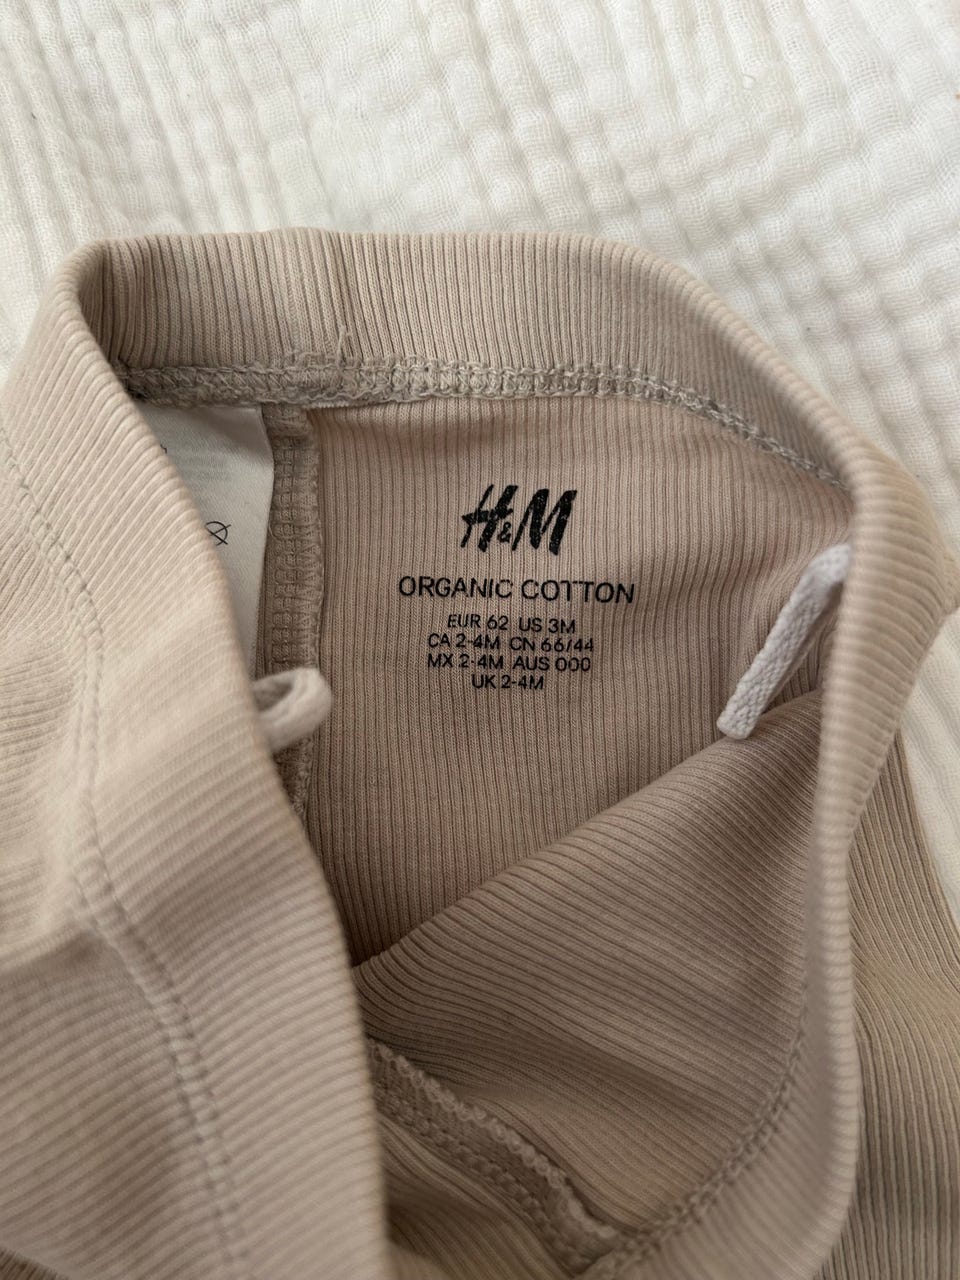 H&M
ORGANIC COTTON
EUR 62 US 3M
CA 2-4M CN 66/44
MX 2-4M AUS 000
UK 2-4M